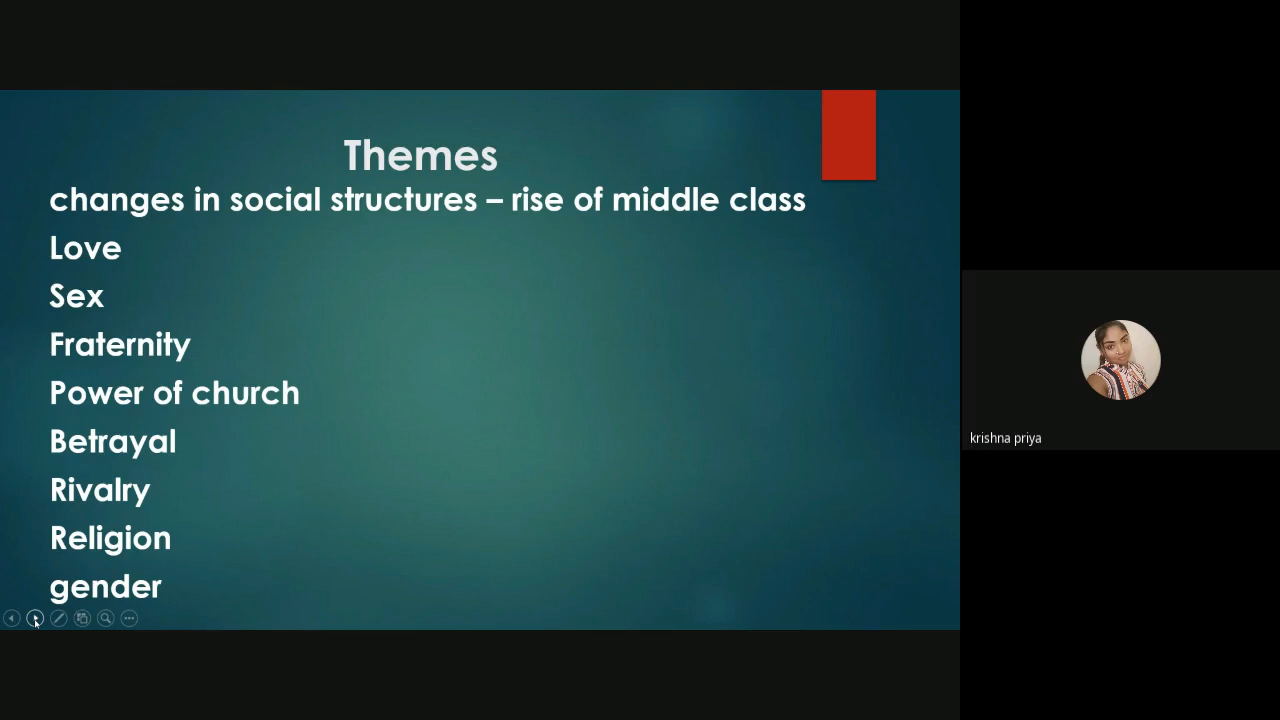 Themes
changes in social structures – rise of middle class
Love
Sex
Fraternity
Power of church
Betrayal
Rivalry
Religion
gender
krishna priya